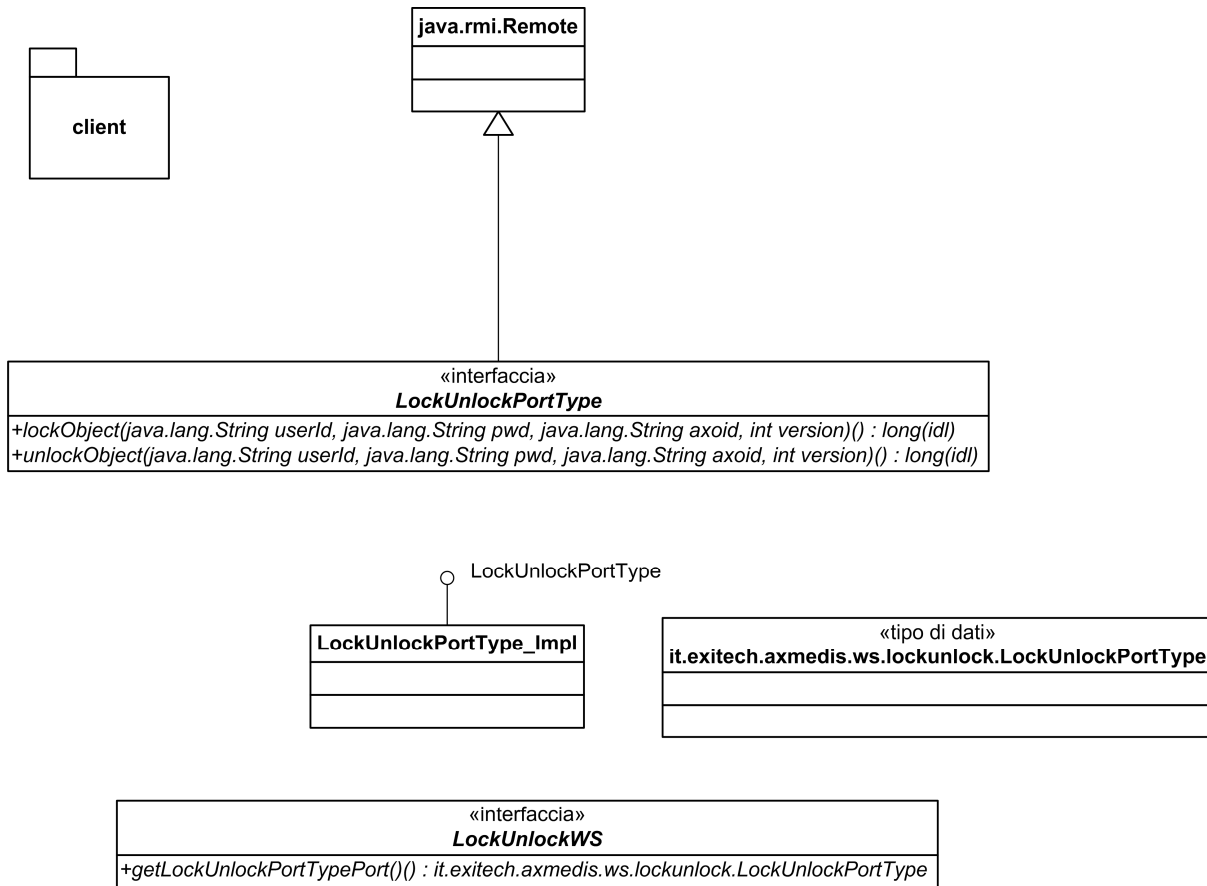 java.rmi.Remote
client
«interfaccia»
LockUnlockPortType
+lockObject(java.lang.String userId, java.lang.String pwd, java.lang.String axoid, int version)() : long(idl)
+unlockObject(java.lang.String userId, java.lang.String pwd, java.lang.String axoid, int version)() : long(idl)
LockUnlockPortType
LockUnlockPortType_Impl
«tipo di dati»
it.exitech.axmedis.ws.lockunlock.LockUnlockPortType
«interfaccia»
LockUnlockWS
+getLockUnlockPortTypePort()() : it.exitech.axmedis.ws.lockunlock.LockUnlockPortType